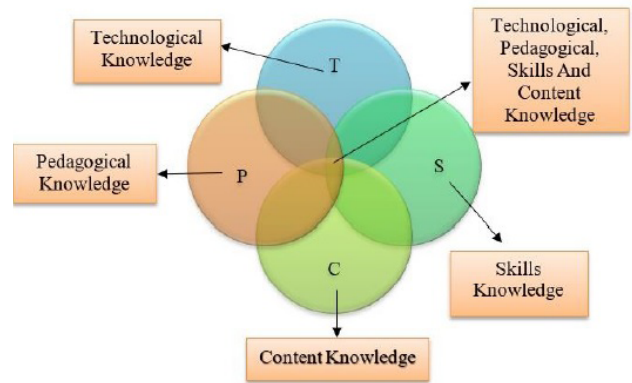 Technological
Knowledge
T
Technological,
Pedagogical,
Skills And
Content
Knowledge
Pedagogical
Knowledge
P
S
C
Skills
Knowledge
Content Knowledge